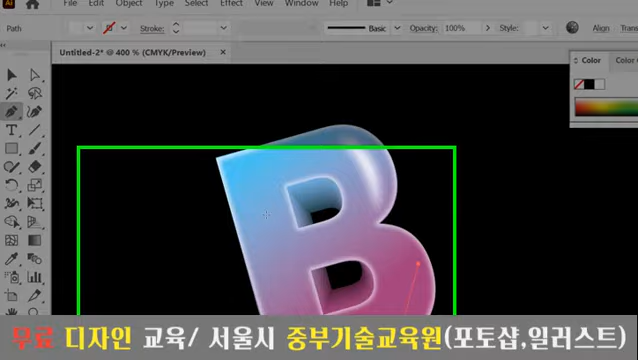 Ai File Edit Object Type Select Effect View Window Help
Path Stroke: Basic Opacity: 100% Style: Align Trans
Untitled-2* @ 400 % (CMYK/Preview) ×
Color Color
B
무료 디자인 교육/ 서울시 중부기술교육원(포토샵,일러스트)